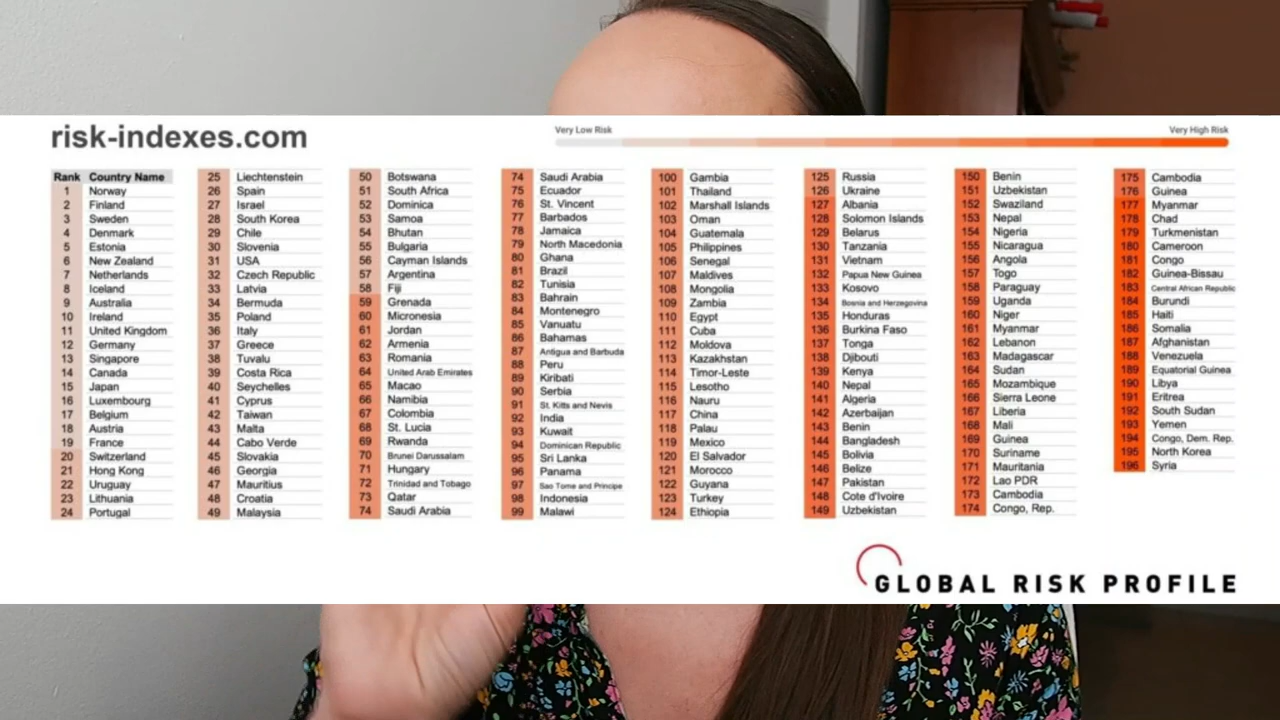 risk-indexes.com
Very Low Risk
Very High Risk
Rank Country Name
1 Norway
2 Finland
3 Sweden
4 Denmark
5 Estonia
6 New Zealand
7 Netherlands
8 Iceland
9 Australia
10 Ireland
11 United Kingdom
12 Germany
13 Singapore
14 Canada
15 Japan
16 Luxembourg
17 Belgium
18 Austria
19 France
20 Switzerland
21 Hong Kong
22 Uruguay
23 Lithuania
24 Portugal
25 Liechtenstein
26 Spain
27 Israel
28 South Korea
29 Chile
30 Slovenia
31 USA
32 Czech Republic
33 Latvia
34 Bermuda
35 Poland
36 Italy
37 Greece
38 Tuvalu
39 Costa Rica
40 Seychelles
41 Cyprus
42 Taiwan
43 Malta
44 Cabo Verde
45 Slovakia
46 Georgia
47 Mauritius
48 Croatia
49 Malaysia
50 Botswana
51 South Africa
52 Dominica
53 Samoa
54 Bhutan
55 Bulgaria
56 Cayman Islands
57 Argentina
58 Fiji
59 Grenada
60 Micronesia
61 Jordan
62 Armenia
63 Romania
64 United Arab Emirates
65 Macao
66 Namibia
67 Colombia
68 St. Lucia
69 Rwanda
70 Brunei Darussalam
71 Hungary
72 Trinidad and Tobago
73 Qatar
74 Saudi Arabia
74 Saudi Arabia
75 Ecuador
76 St. Vincent
77 Barbados
78 Jamaica
79 North Macedonia
80 Ghana
81 Brazil
82 Tunisia
83 Bahrain
84 Montenegro
85 Vanuatu
86 Bahamas
87 Antigua and Barbuda
88 Peru
89 Kiribati
90 Serbia
91 St. Kitts and Nevis
92 India
93 Kuwait
94 Dominican Republic
95 Sri Lanka
96 Panama
97 Sao Tome and Principe
98 Indonesia
99 Malawi
100 Gambia
101 Thailand
102 Marshall Islands
103 Oman
104 Guatemala
105 Philippines
106 Senegal
107 Maldives
108 Mongolia
109 Zambia
110 Egypt
111 Cuba
112 Moldova
113 Kazakhstan
114 Timor-Leste
115 Lesotho
116 Nauru
117 China
118 Palau
119 Mexico
120 El Salvador
121 Morocco
122 Guyana
123 Turkey
124 Ethiopia
125 Russia
126 Ukraine
127 Albania
128 Solomon Islands
129 Belarus
130 Tanzania
131 Vietnam
132 Papua New Guinea
133 Kosovo
134 Bosnia and Herzegovina
135 Honduras
136 Burkina Faso
137 Tonga
138 Djibouti
139 Kenya
140 Nepal
141 Algeria
142 Azerbaijan
143 Benin
144 Bangladesh
145 Bolivia
146 Belize
147 Pakistan
148 Cote d'Ivoire
149 Uzbekistan
150 Benin
151 Uzbekistan
152 Swaziland
153 Nepal
154 Nigeria
155 Nicaragua
156 Angola
157 Togo
158 Paraguay
159 Uganda
160 Niger
161 Myanmar
162 Lebanon
163 Madagascar
164 Sudan
165 Mozambique
166 Sierra Leone
167 Liberia
168 Mali
169 Guinea
170 Suriname
171 Mauritania
172 Lao PDR
173 Cambodia
174 Congo, Rep.
175 Cambodia
176 Guinea
177 Myanmar
178 Chad
179 Turkmenistan
180 Cameroon
181 Congo
182 Guinea-Bissau
183 Central African Republic
184 Burundi
185 Haiti
186 Somalia
187 Afghanistan
188 Venezuela
189 Equatorial Guinea
190 Libya
191 Eritrea
192 South Sudan
193 Yemen
194 Congo, Dem. Rep.
195 North Korea
196 Syria
GLOBAL RISK PROFILE